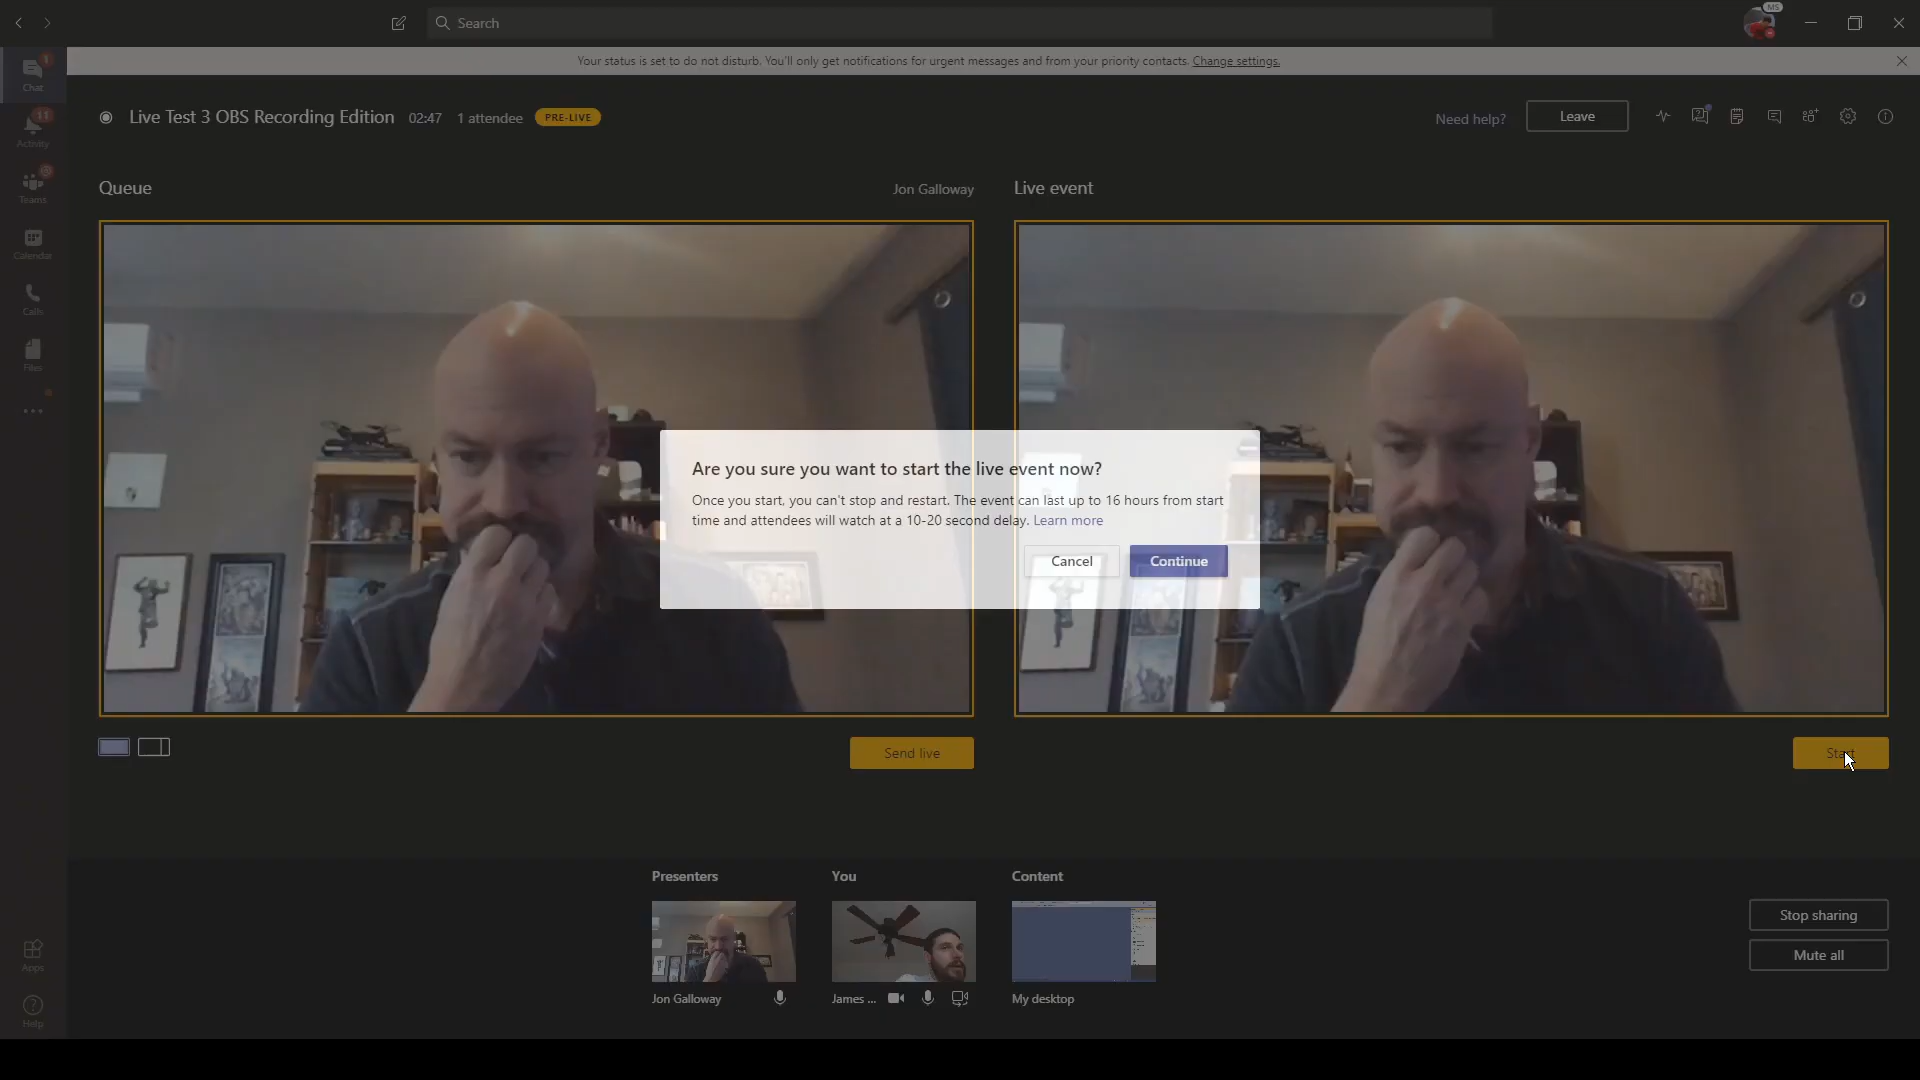 Search
MS
Your status is set to do not disturb. You'll only get notifications for urgent messages and from your priority contacts. Change settings.
1
Chat
11
Activity
Teams
Calendar
Calls
Files
Apps
Help
Live Test 3 OBS Recording Edition 02:47 1 attendee PRE-LIVE
Need help? Leave
Queue Jon Galloway
Live event
Are you sure you want to start the live event now?
Once you start, you can't stop and restart. The event can last up to 16 hours from start
time and attendees will watch at a 10-20 second delay. Learn more
Cancel Continue
Send live
Start
Presenters You Content
Jon Galloway James ... My desktop
Stop sharing
Mute all